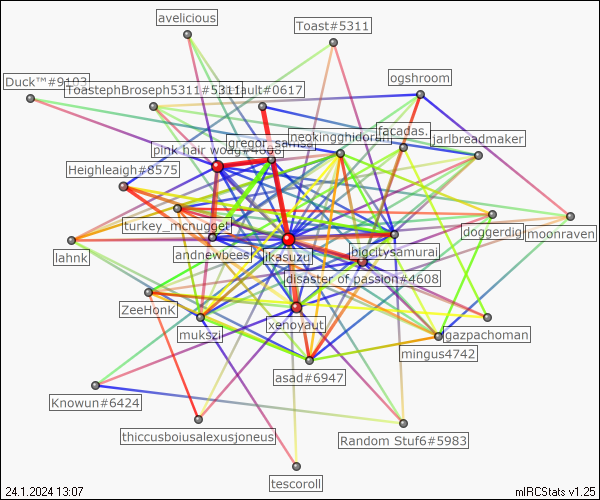 avelicious
Toast#5311
ogshroom
Duck™#9103
ToastephBroseph5311#5311
ault#0617
facadas.
neokingghidorah
gregor_samsa
jarlbreadmaker
pink hair
Heighleaigh#8575
turkey_mcnugget
doggerdig
moonraven
lahnk
andnewbees
ikasuzu
bigcitysamurai
disaster of passion#4608
ZeeHonK
xenoyaut
mukszi
gazpachoman
mingus4742
asad#6947
Knowun#6424
thiccusboiusalexusjoneus
Random Stuf6#5983
tescoroll
24.1.2024 13:07
mIRCStats v1.25